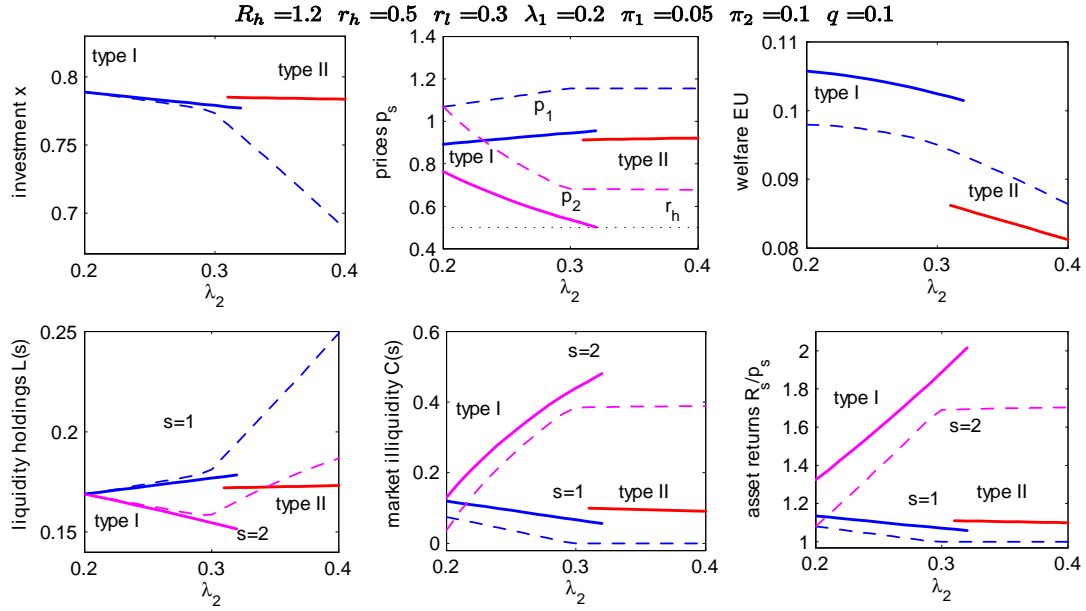 R_h =1.2 r_h =0.5 r_l =0.3 λ_1 =0.2 π_1 =0.05 π_2 =0.1 q =0.1
investment x
0.8
0.75
0.7
type I
type II
0.2
0.3
0.4
λ_2
prices p_s
1.4
1.2
1
0.8
0.6
0.4
p_1
type I
type II
p_2
r_h
0.2
0.3
0.4
λ_2
welfare EU
0.11
0.1
0.09
0.08
type I
type II
0.2
0.3
0.4
λ_2
liquidity holdings L(s)
0.25
0.2
0.15
s=1
type I
type II
s=2
0.2
0.3
0.4
λ_2
market illiquidity C(s)
0.6
0.4
0.2
0
s=2
type I
s=1
type II
0.2
0.3
0.4
λ_2
asset returns R_s/p_s
2
1.8
1.6
1.4
1.2
1
type I
s=2
s=1
type II
0.2
0.3
0.4
λ_2